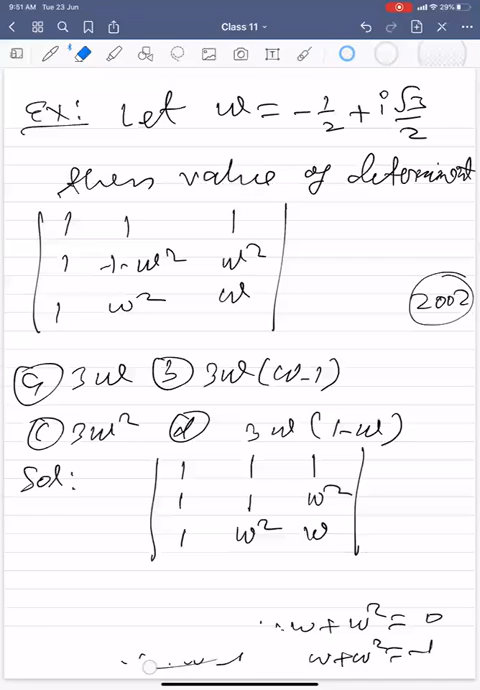 9:51 AM Tue 23 Jun 29%
Class 11
Ex: Let ω = -1/2 + i √3/2
then value of determinant
| 1 1 1 |
| 1 -1-ω² ω² |
| 1 ω² ω |
2002
a 3ω b 3ω(ω-1)
c 3ω² d 3ω(1-ω)
Sol: | 1 1 1 |
| 1 1 ω² |
| 1 ω² ω |
ω + ω² = 0
ω + ω² = -1